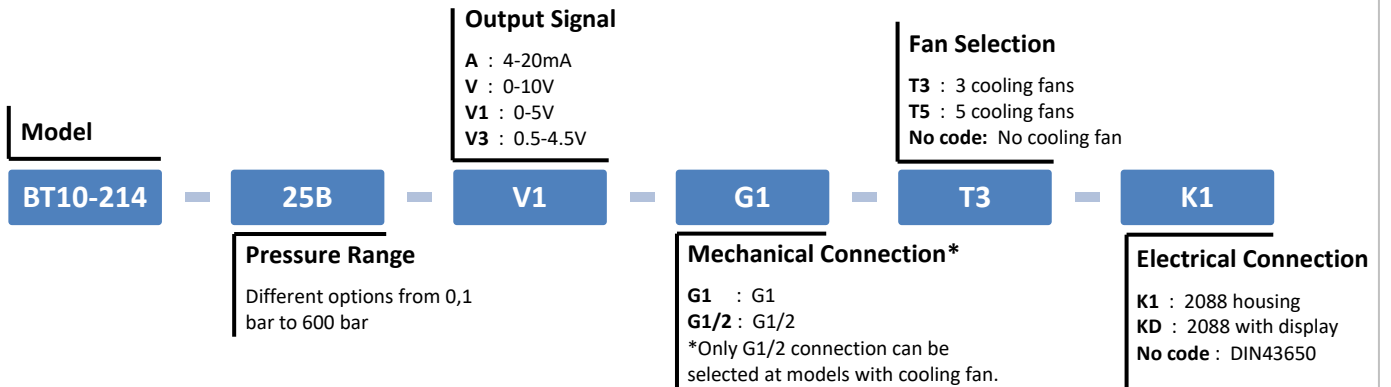 Output Signal
A : 4-20mA
V : 0-10V
V1 : 0-5V
V3 : 0.5-4.5V
Fan Selection
T3 : 3 cooling fans
T5 : 5 cooling fans
No code: No cooling fan
Model
BT10-214 - 25B - V1 - G1 - T3 - K1
Pressure Range
Different options from 0,1
bar to 600 bar
Mechanical Connection*
G1 : G1
G1/2 : G1/2
*Only G1/2 connection can be
selected at models with cooling fan.
Electrical Connection
K1 : 2088 housing
KD : 2088 with display
No code : DIN43650